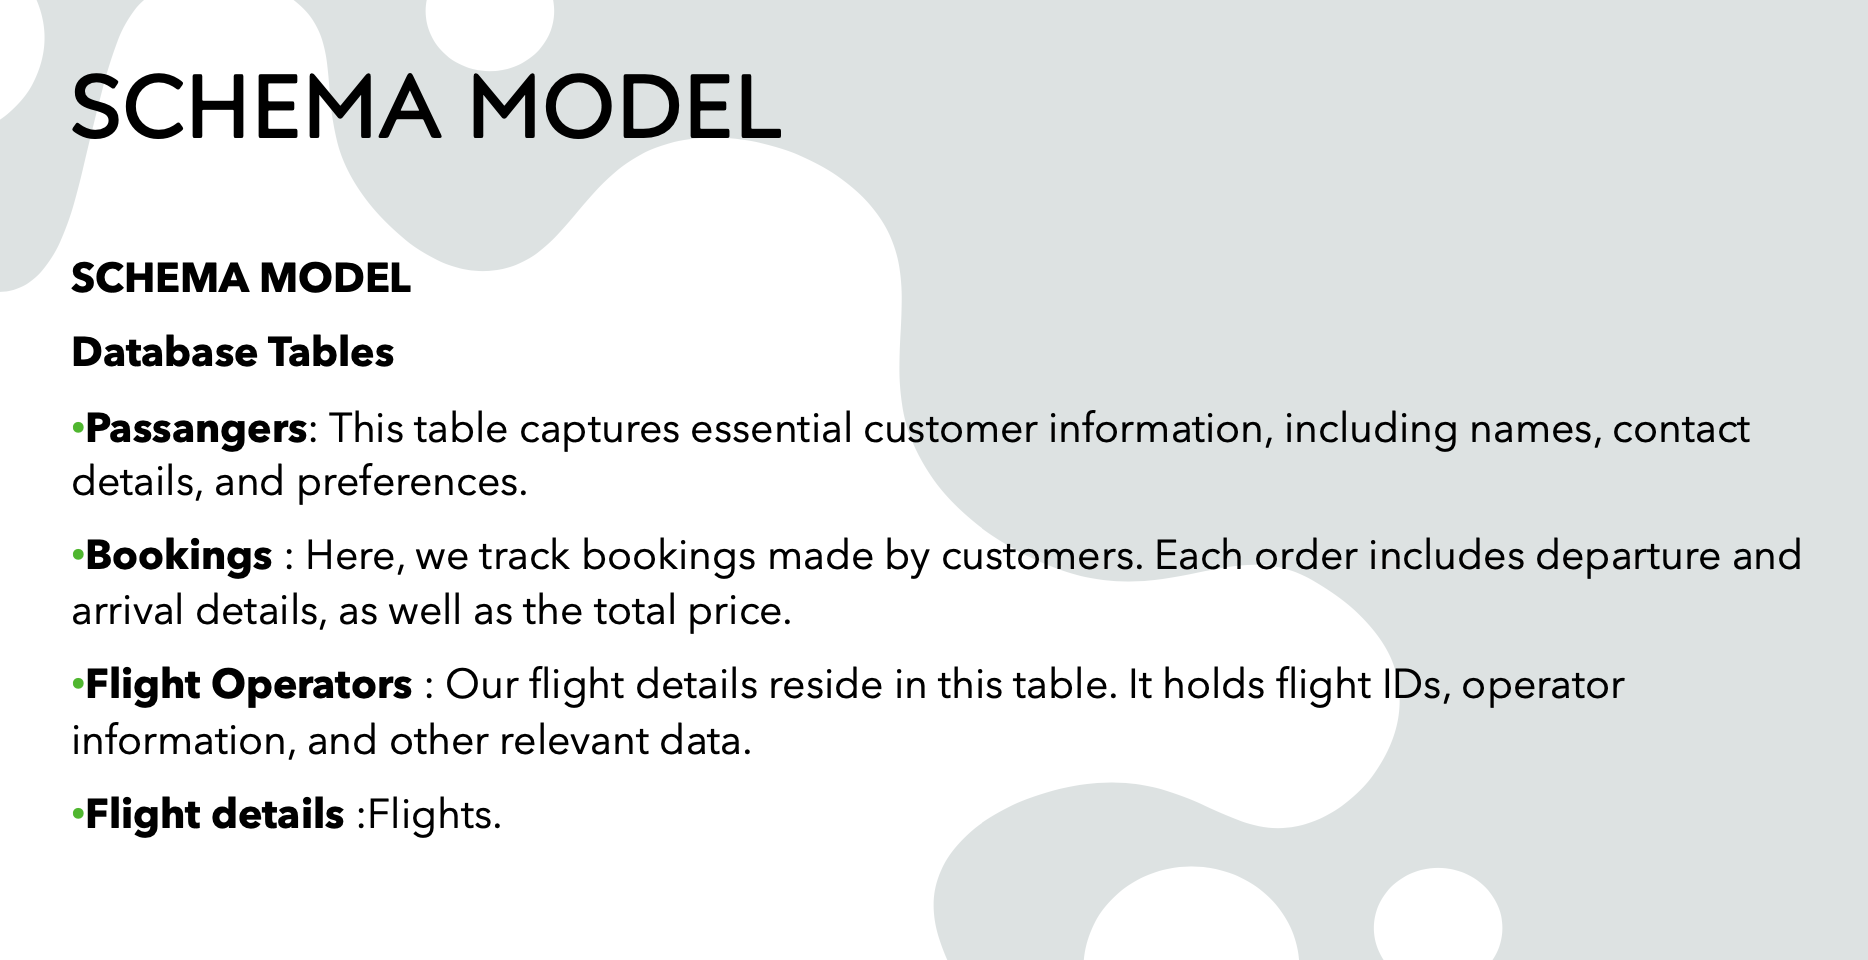 SCHEMA MODEL
SCHEMA MODEL
Database Tables
•Passangers: This table captures essential customer information, including names, contact
details, and preferences.
•Bookings : Here, we track bookings made by customers. Each order includes departure and
arrival details, as well as the total price.
•Flight Operators : Our flight details reside in this table. It holds flight IDs, operator
information, and other relevant data.
•Flight details :Flights.